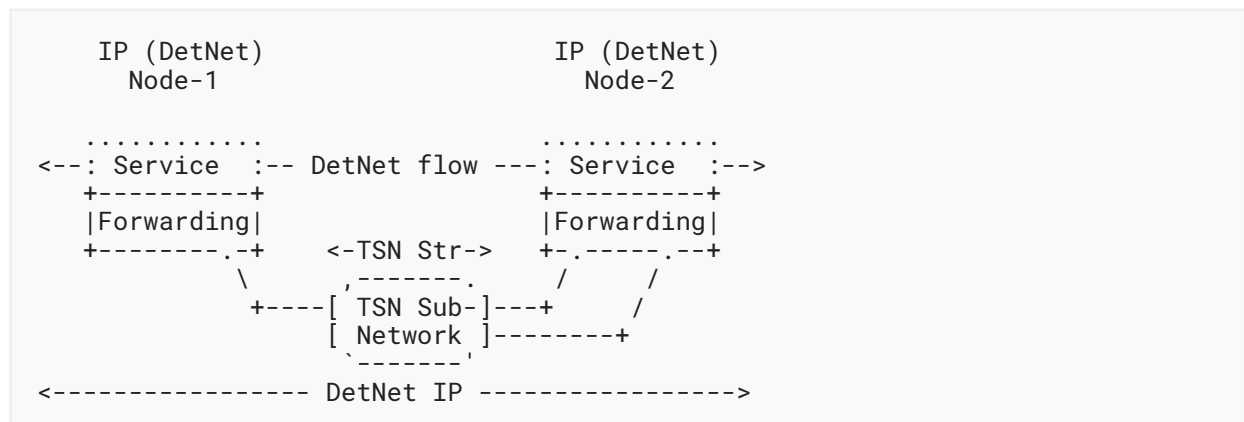 IP (DetNet)                   IP (DetNet)
      Node-1                        Node-2

   ............                  ............
<--: Service  :-- DetNet flow ---: Service  :-->
   +----------+                  +----------+
   |Forwarding|                  |Forwarding|
   +--------.-+    <-TSN Str->   +-.-----.--+
             \      ,-------.     /     /
              +----[ TSN Sub-]---+     /
                   [ Network ]--------+
                    `-------'
<----------------- DetNet IP ----------------->